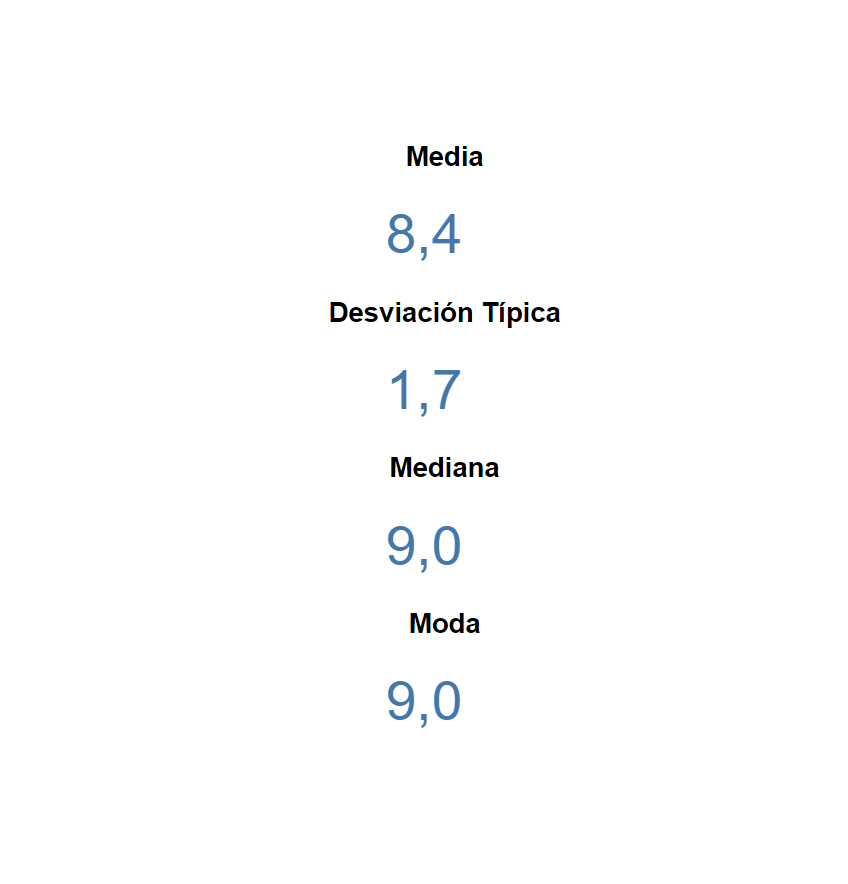 Media
8,4
Desviación Típica
1,7
Mediana
9,0
Moda
9,0